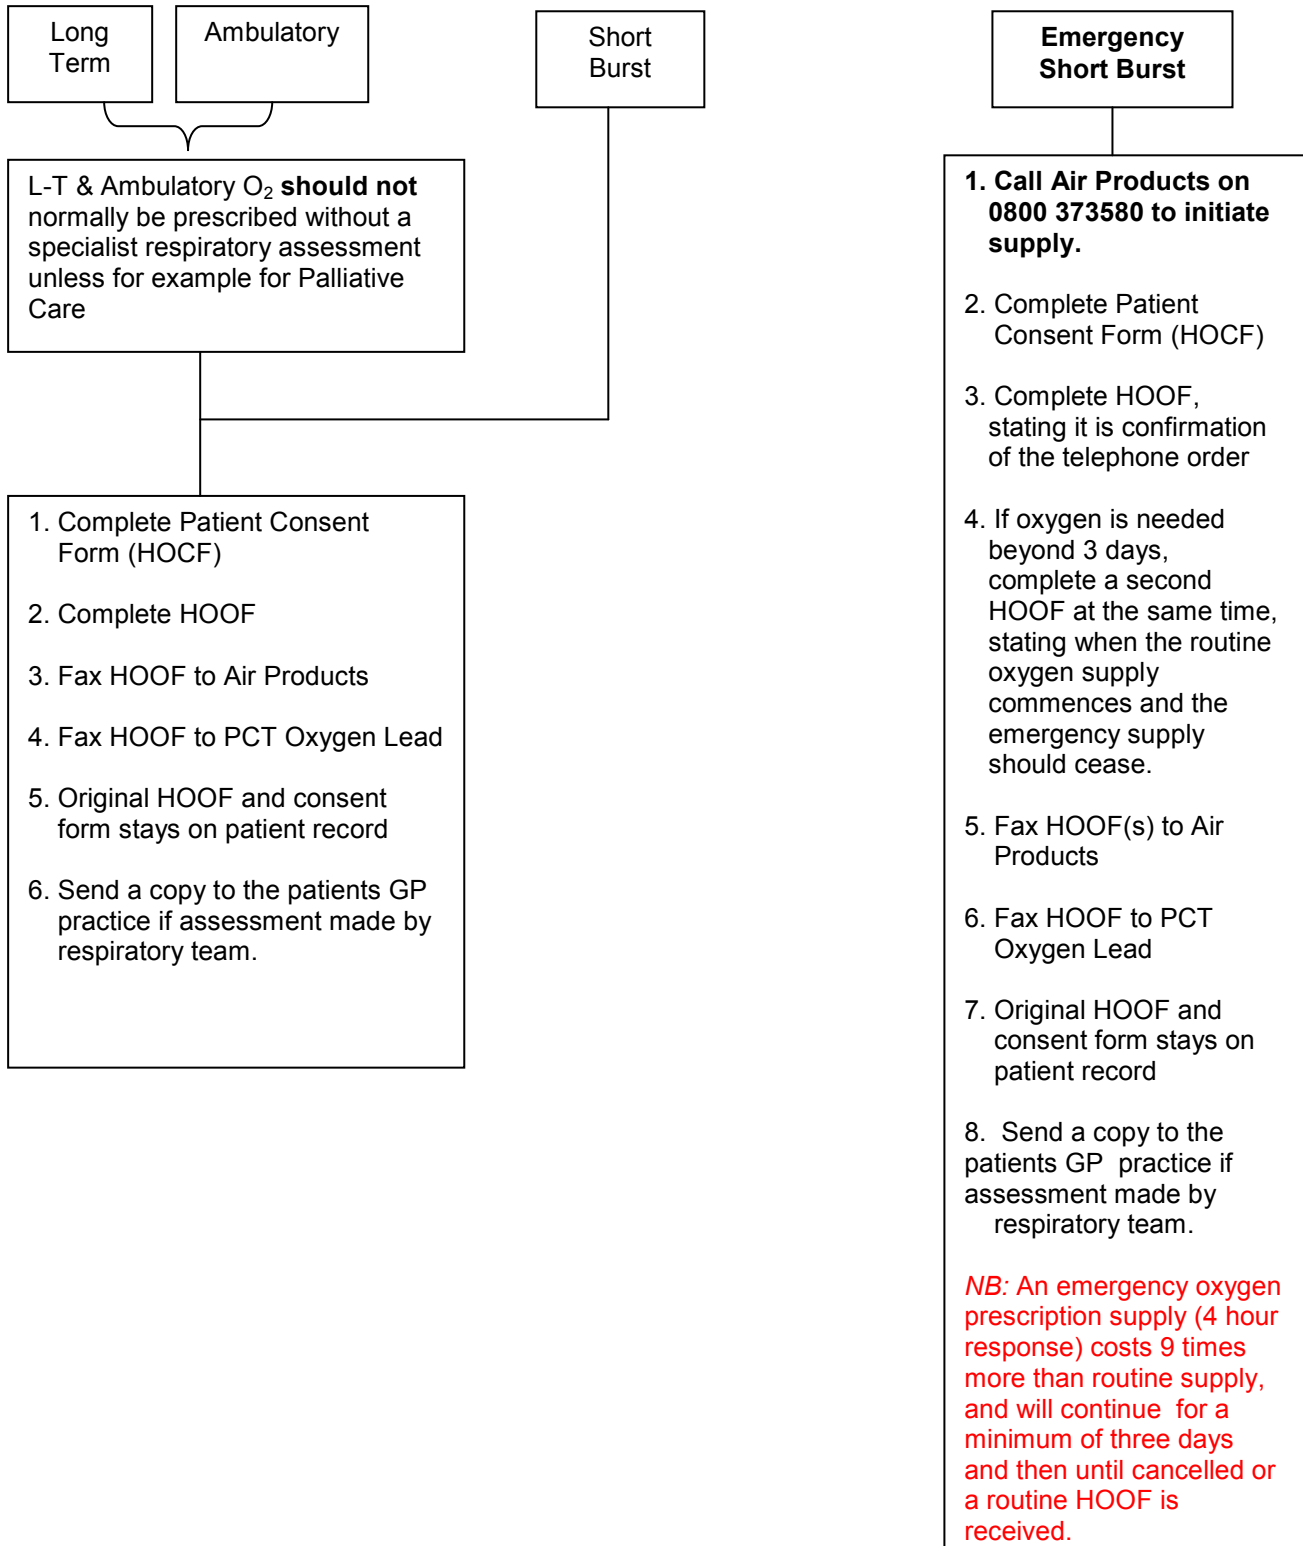 Long
Term
Ambulatory
Short
Burst
Emergency
Short Burst
L-T & Ambulatory O₂ should not
normally be prescribed without a
specialist respiratory assessment
unless for example for Palliative
Care
1. Complete Patient Consent
Form (HOCF)
2. Complete HOOF
3. Fax HOOF to Air Products
4. Fax HOOF to PCT Oxygen Lead
5. Original HOOF and consent
form stays on patient record
6. Send a copy to the patients GP
practice if assessment made by
respiratory team.
1. Call Air Products on
0800 373580 to initiate
supply.
2. Complete Patient
Consent Form (HOCF)
3. Complete HOOF,
stating it is confirmation
of the telephone order
4. If oxygen is needed
beyond 3 days,
complete a second
HOOF at the same time,
stating when the routine
oxygen supply
commences and the
emergency supply
should cease.
5. Fax HOOF(s) to Air
Products
6. Fax HOOF to PCT
Oxygen Lead
7. Original HOOF and
consent form stays on
patient record
8. Send a copy to the
patients GP practice if
assessment made by
respiratory team.
NB: An emergency oxygen
prescription supply (4 hour
response) costs 9 times
more than routine supply,
and will continue for a
minimum of three days
and then until cancelled or
a routine HOOF is
received.